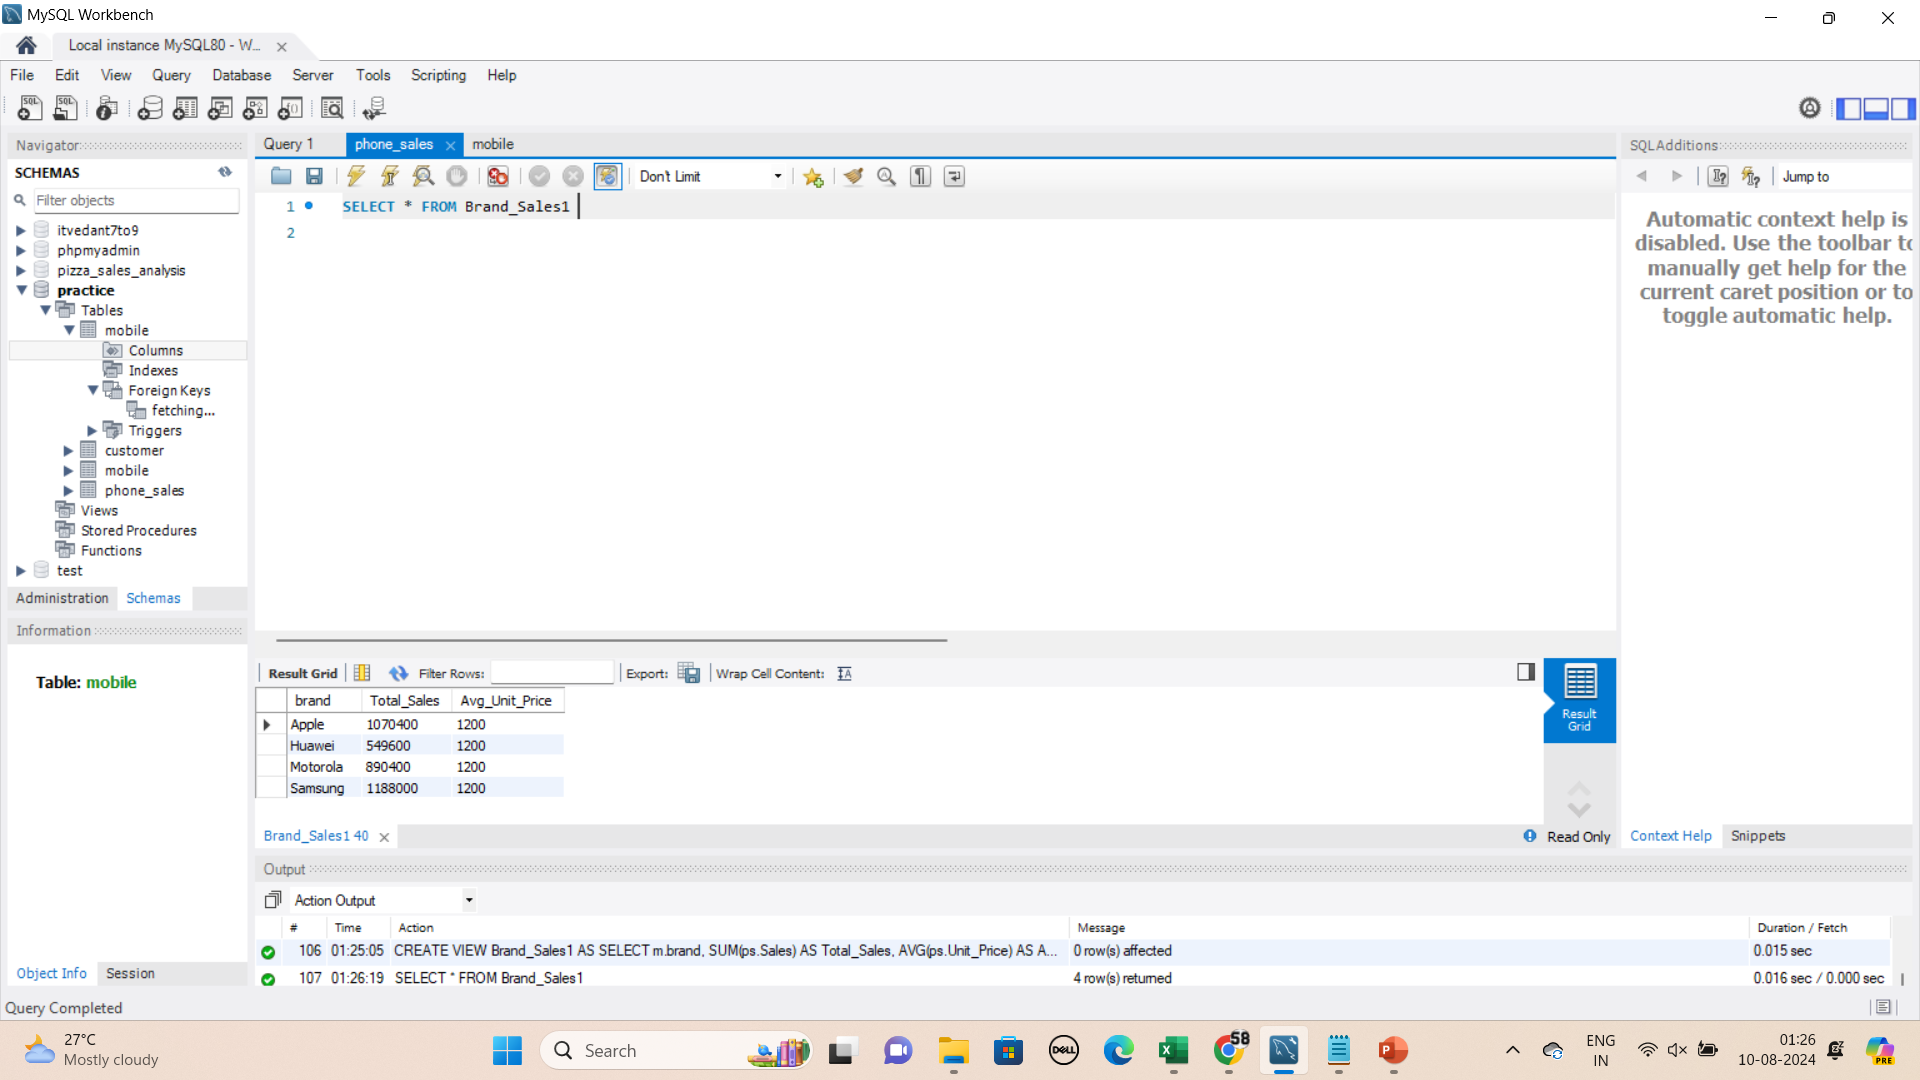 MySQL Workbench
Local instance MySQL80 - W...
File Edit View Query Database Server Tools Scripting Help
Navigator
SCHEMAS
Filter objects
itvedant7to9
phpmyadmin
pizza_sales_analysis
practice
Tables
mobile
Columns
Indexes
Foreign Keys
fetching...
Triggers
customer
mobile
phone_sales
Views
Stored Procedures
Functions
test
Administration Schemas
Information
Table: mobile
Object Info Session
Query 1 phone_sales mobile
Don't Limit
1 SELECT * FROM Brand_Sales1
2
Result Grid Filter Rows: Export: Wrap Cell Content:
brand Total_Sales Avg_Unit_Price
Apple 1070400 1200
Huawei 549600 1200
Motorola 890400 1200
Samsung 1188000 1200
Result
Grid
Brand_Sales1 40
Read Only
SQLAdditions
Jump to
Automatic context help is
disabled. Use the toolbar to
manually get help for the
current caret position or to
toggle automatic help.
Context Help Snippets
Output
Action Output
# Time Action Message Duration / Fetch
106 01:25:05 CREATE VIEW Brand_Sales1 AS SELECT m.brand, SUM(ps.Sales) AS Total_Sales, AVG(ps.Unit_Price) AS A... 0 row(s) affected 0.015 sec
107 01:26:19 SELECT * FROM Brand_Sales1 4 row(s) returned 0.016 sec / 0.000 sec
Query Completed
27°C
Mostly cloudy
Search
DELL
58
ENG
IN
01:26
10-08-2024
PRE